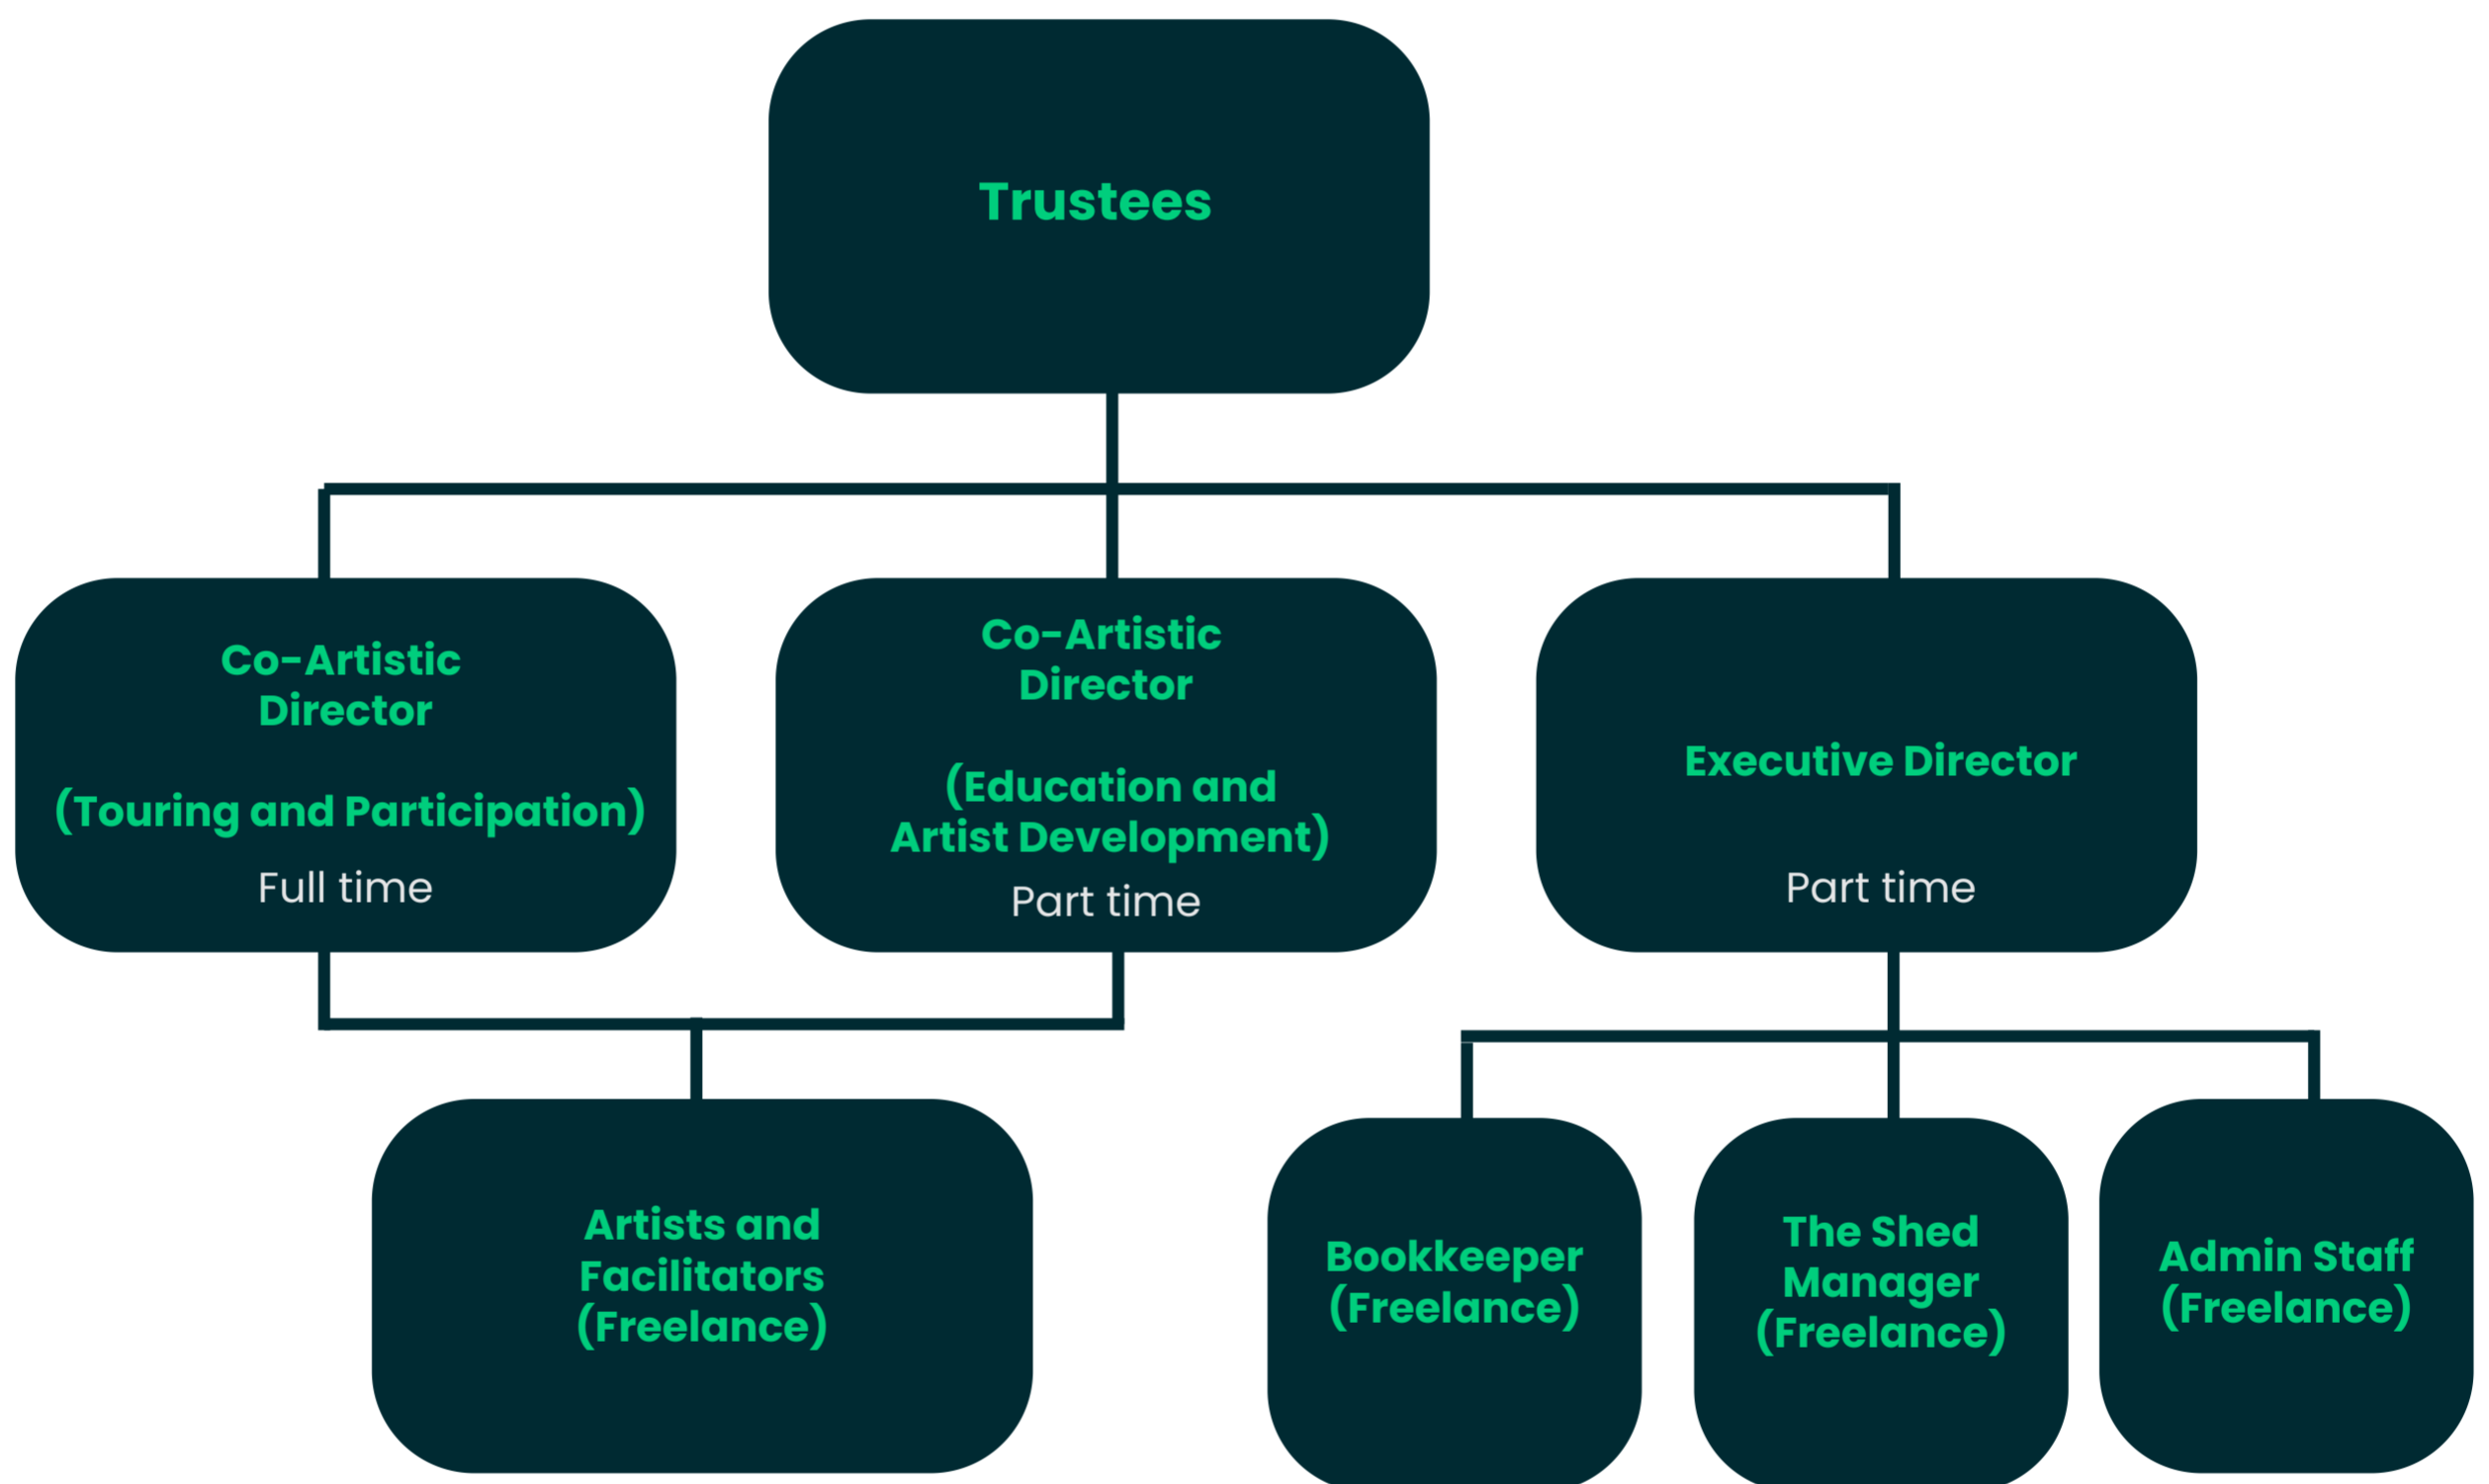 Trustees
Co-Artistic
Director
(Touring and Participation)
Full time
Co-Artistic
Director
(Education and
Artist Development)
Part time
Executive Director
Part time
Artists and
Facilitators
(Freelance)
Bookkeeper
(Freelance)
The Shed
Manager
(Freelance)
Admin Staff
(Freelance)